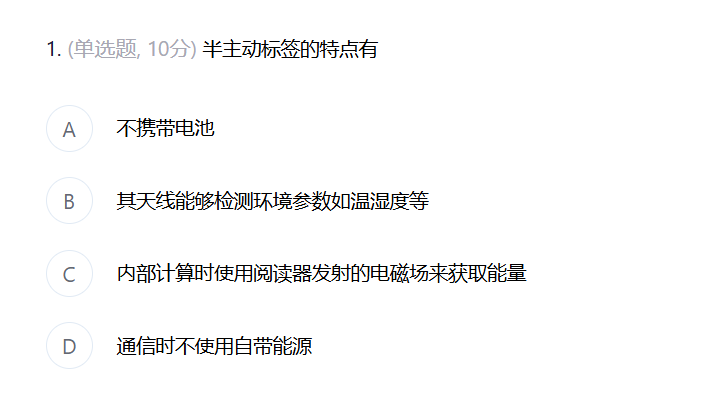 1. (单选题, 10分) 半主动标签的特点有
A 不携带电池
B 其天线能够检测环境参数如温湿度等
C 内部计算时使用阅读器发射的电磁场来获取能量
D 通信时不使用自带能源